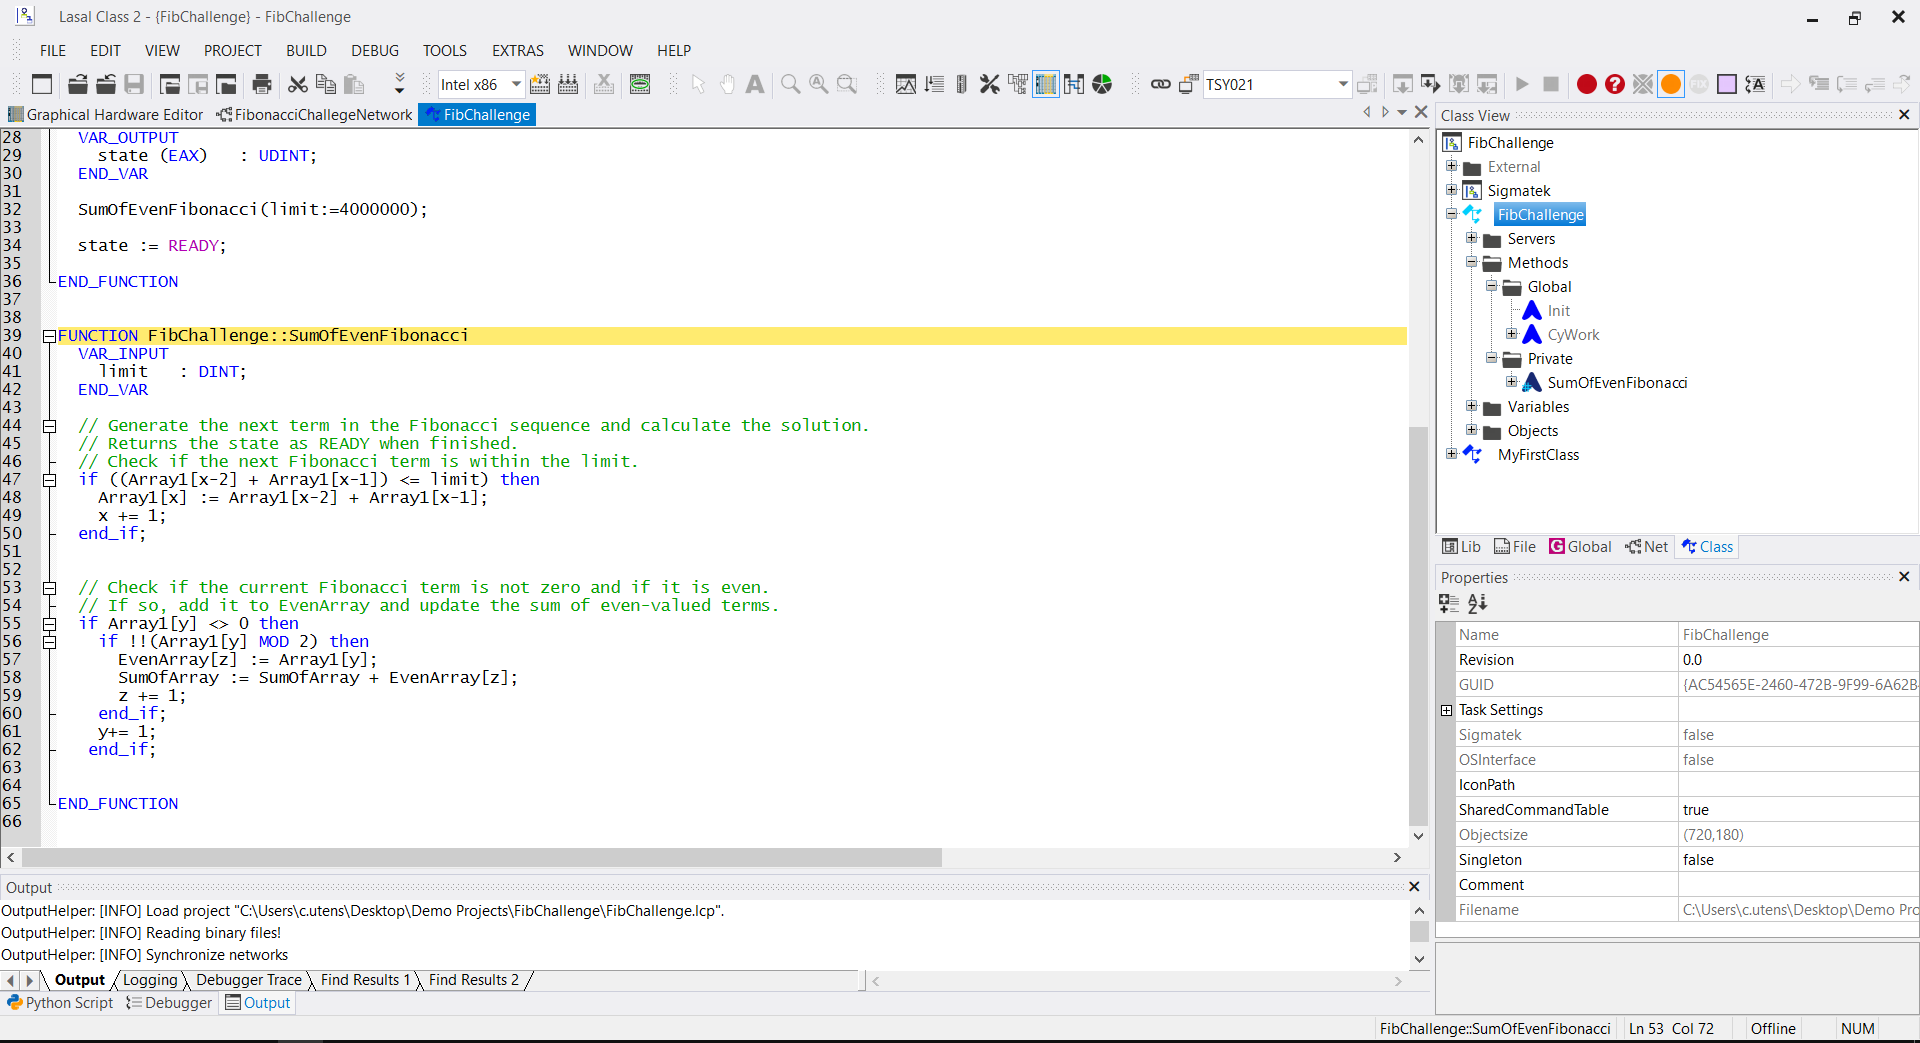 Lasal Class 2 - {FibChallenge} - FibChallenge
FILE EDIT VIEW PROJECT BUILD DEBUG TOOLS EXTRAS WINDOW HELP
Intel x86 TSY021
Graphical Hardware Editor FibonacciChallegeNetwork FibChallenge
28 VAR_OUTPUT
29 state (EAX) : UDINT;
30 END_VAR
31
32 SumOfEvenFibonacci(limit:=4000000);
33
34 state := READY;
35
36 END_FUNCTION
37
38
39 FUNCTION FibChallenge::SumOfEvenFibonacci
40 VAR_INPUT
41 limit : DINT;
42 END_VAR
43
44 // Generate the next term in the Fibonacci sequence and calculate the solution.
45 // Returns the state as READY when finished.
46 // Check if the next Fibonacci term is within the limit.
47 if ((Array1[x-2] + Array1[x-1]) <= limit) then
48 Array1[x] := Array1[x-2] + Array1[x-1];
49 x += 1;
50 end_if;
51
52
53 // Check if the current Fibonacci term is not zero and if it is even.
54 // If so, add it to EvenArray and update the sum of even-valued terms.
55 if Array1[y] <> 0 then
56 if !!(Array1[y] MOD 2) then
57 EvenArray[z] := Array1[y];
58 SumOfArray := SumOfArray + EvenArray[z];
59 z += 1;
60 end_if;
61 y+= 1;
62 end_if;
63
64
65 END_FUNCTION
66
Output
OutputHelper: [INFO] Load project "C:\Users\c.utens\Desktop\Demo Projects\FibChallenge\FibChallenge.lcp".
OutputHelper: [INFO] Reading binary files!
OutputHelper: [INFO] Synchronize networks
Output Logging Debugger Trace Find Results 1 Find Results 2
Python Script Debugger Output
Class View
FibChallenge
External
Sigmatek
FibChallenge
Servers
Methods
Global
Init
CyWork
Private
SumOfEvenFibonacci
Variables
Objects
MyFirstClass
Lib File Global Net Class
Properties
Name FibChallenge
Revision 0.0
GUID {AC54565E-2460-472B-9F99-6A62B
Task Settings
Sigmatek false
OSInterface false
IconPath
SharedCommandTable true
Objectsize (720,180)
Singleton false
Comment
Filename C:\Users\c.utens\Desktop\Demo Pro
FibChallenge::SumOfEvenFibonacci Ln 53 Col 72 Offline NUM